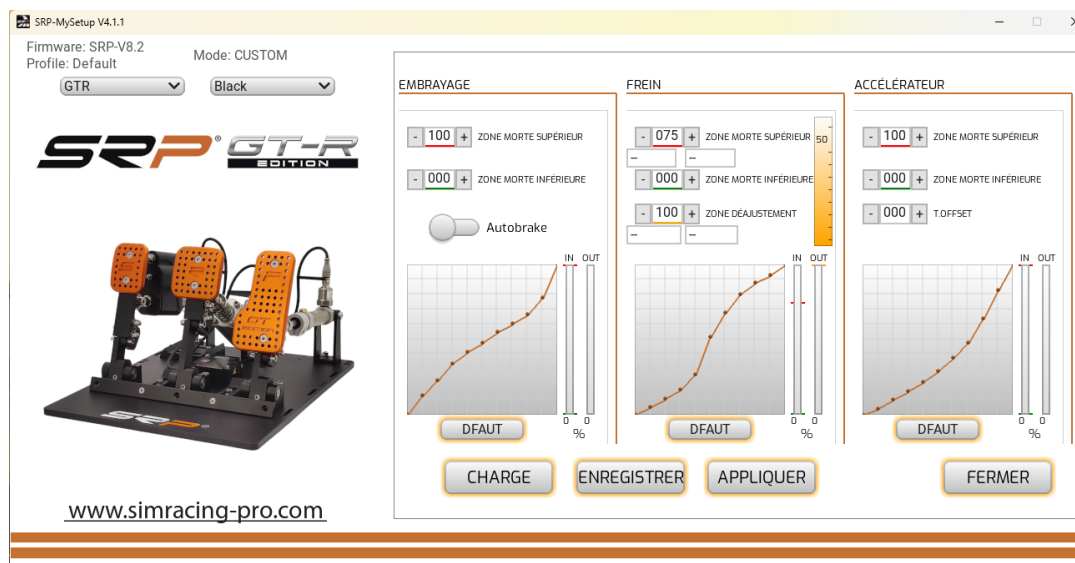 SRP-MySetup V4.1.1
Firmware: SRP-V8.2
Profile: Default
Mode: CUSTOM
GTR
Black
SRP® GT-R
EDITION
www.simracing-pro.com
EMBRAYAGE
- 100 + ZONE MORTE SUPÉRIEUR
- 000 + ZONE MORTE INFÉRIEURE
Autobrake
IN OUT
0 0
%
DFAUT
FREIN
- 075 + ZONE MORTE SUPÉRIEUR
50
-- --
- 000 + ZONE MORTE INFÉRIEURE
- 100 + ZONE DÉAJUSTEMENT
-- --
IN OUT
0 0
%
DFAUT
ACCÉLÉRATEUR
- 100 + ZONE MORTE SUPÉRIEUR
- 000 + ZONE MORTE INFÉRIEURE
- 000 + T.OFFSET
IN OUT
0 0
%
DFAUT
CHARGE
ENREGISTRER
APPLIQUER
FERMER